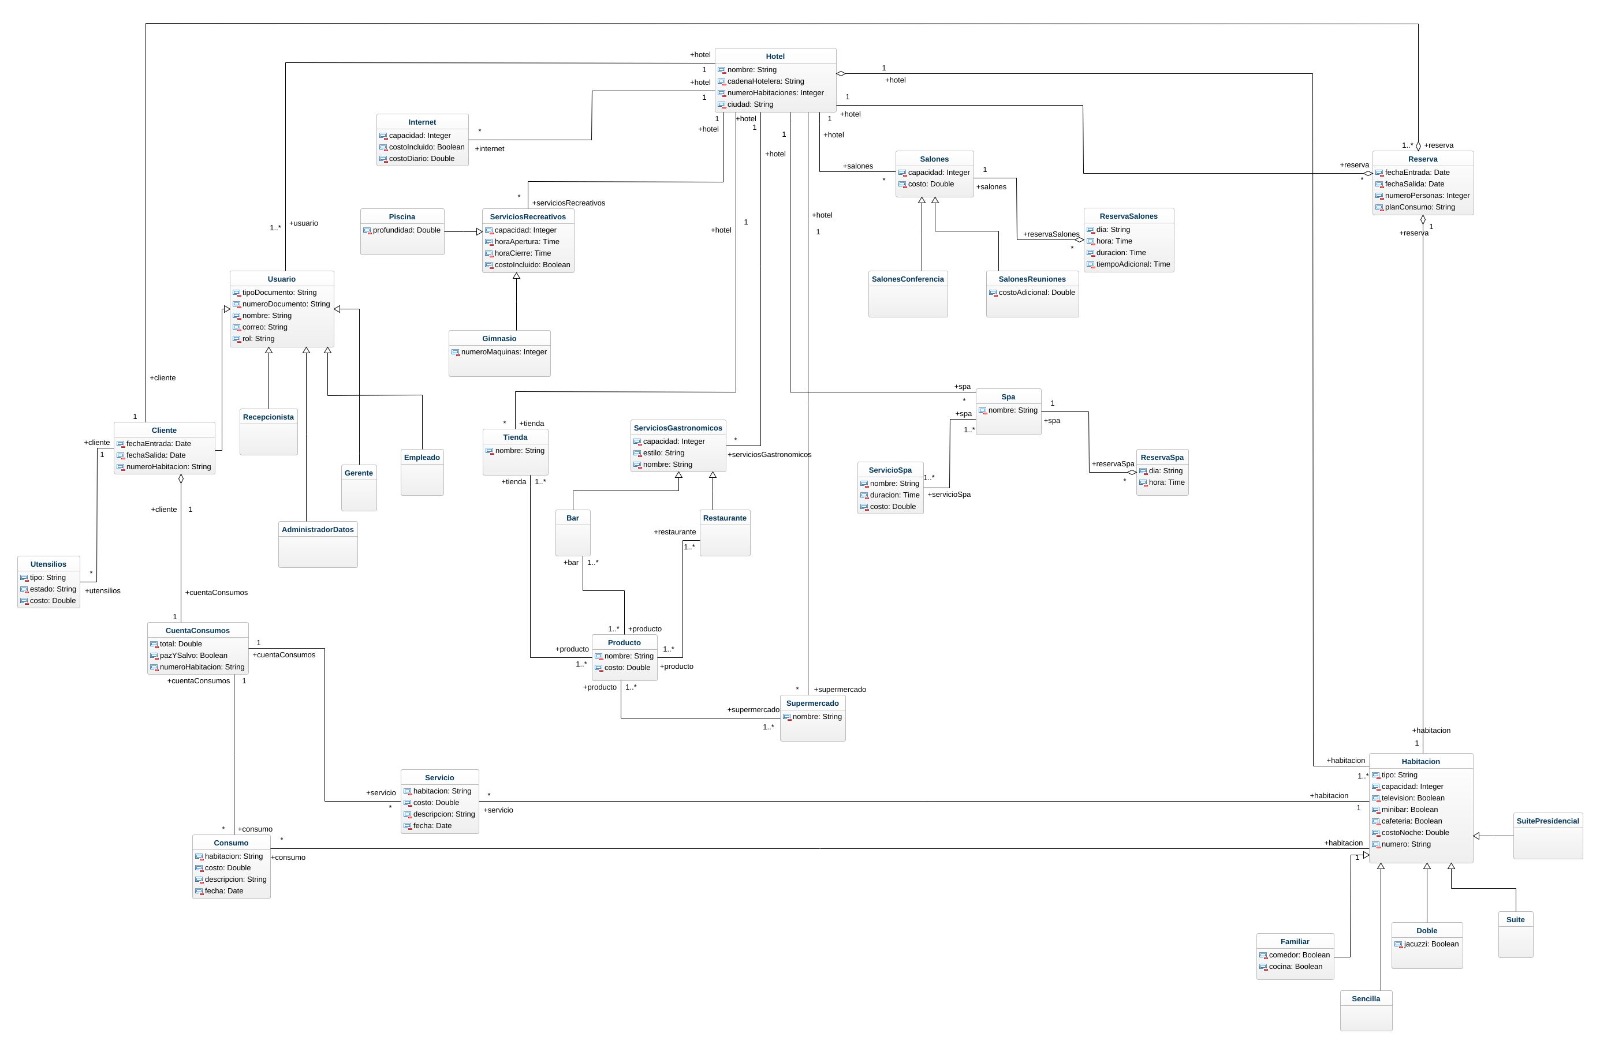 Hotel
nombre: String
cadenaHotelera: String
numeroHabitaciones: Integer
ciudad: String
+hotel
1
+hotel
1
1
+hotel
1
+hotel
1
+hotel
+hotel
1
1
+hotel
1
+hotel
1
+hotel
+hotel
1
Internet
capacidad: Integer
costoIncluido: Boolean
costoDiario: Double
*
+internet
Salones
capacidad: Integer
costo: Double
+salones
*
1
+salones
1..*
+reserva
+reserva
*
Reserva
fechaEntrada: Date
fechaSalida: Date
numeroPersonas: Integer
planConsumo: String
1
+reserva
*
+serviciosRecreativos
Piscina
profundidad: Double
ServiciosRecreativos
capacidad: Integer
horaApertura: Time
horaCierre: Time
costoIncluido: Boolean
ReservaSalones
dia: String
hora: Time
duracion: Time
tiempoAdicional: Time
+reservaSalones
*
+usuario
1..*
Usuario
tipoDocumento: String
numeroDocumento: String
nombre: String
correo: String
rol: String
SalonesConferencia
SalonesReuniones
costoAdicional: Double
Gimnasio
numeroMaquinas: Integer
+cliente
1
Recepcionista
Cliente
fechaEntrada: Date
fechaSalida: Date
numeroHabitacion: String
+cliente
1
+cliente
1
Gerente
Empleado
AdministradorDatos
*
+tienda
Tienda
nombre: String
+tienda
1..*
ServiciosGastronomicos
capacidad: Integer
estilo: String
nombre: String
*
+serviciosGastronomicos
+spa
*
+spa
1..*
Spa
nombre: String
1
+spa
ServicioSpa
nombre: String
duracion: Time
costo: Double
1..*
+servicioSpa
ReservaSpa
dia: String
hora: Time
+reservaSpa
*
Bar
+bar
1..*
Restaurante
+restaurante
1..*
Utensilios
tipo: String
estado: String
costo: Double
*
+utensilios
+cuentaConsumos
1
CuentaConsumos
total: Double
pazYSalvo: Boolean
numeroHabitacion: String
1
+cuentaConsumos
+cuentaConsumos
1
1..*
+producto
Producto
nombre: String
costo: Double
+producto
1..*
1..*
+producto
+producto
1..*
*
+supermercado
Supermercado
nombre: String
+supermercado
1..*
+habitacion
1
+habitacion
1..*
Habitacion
tipo: String
capacidad: Integer
television: Boolean
minibar: Boolean
cafeteria: Boolean
costoNoche: Double
numero: String
+habitacion
1
+habitacion
1
Servicio
habitacion: String
costo: Double
descripcion: String
fecha: Date
+servicio
*
*
+servicio
*
+consumo
Consumo
habitacion: String
costo: Double
descripcion: String
fecha: Date
*
+consumo
SuitePresidencial
Suite
Doble
jacuzzi: Boolean
Familiar
comedor: Boolean
cocina: Boolean
Sencilla